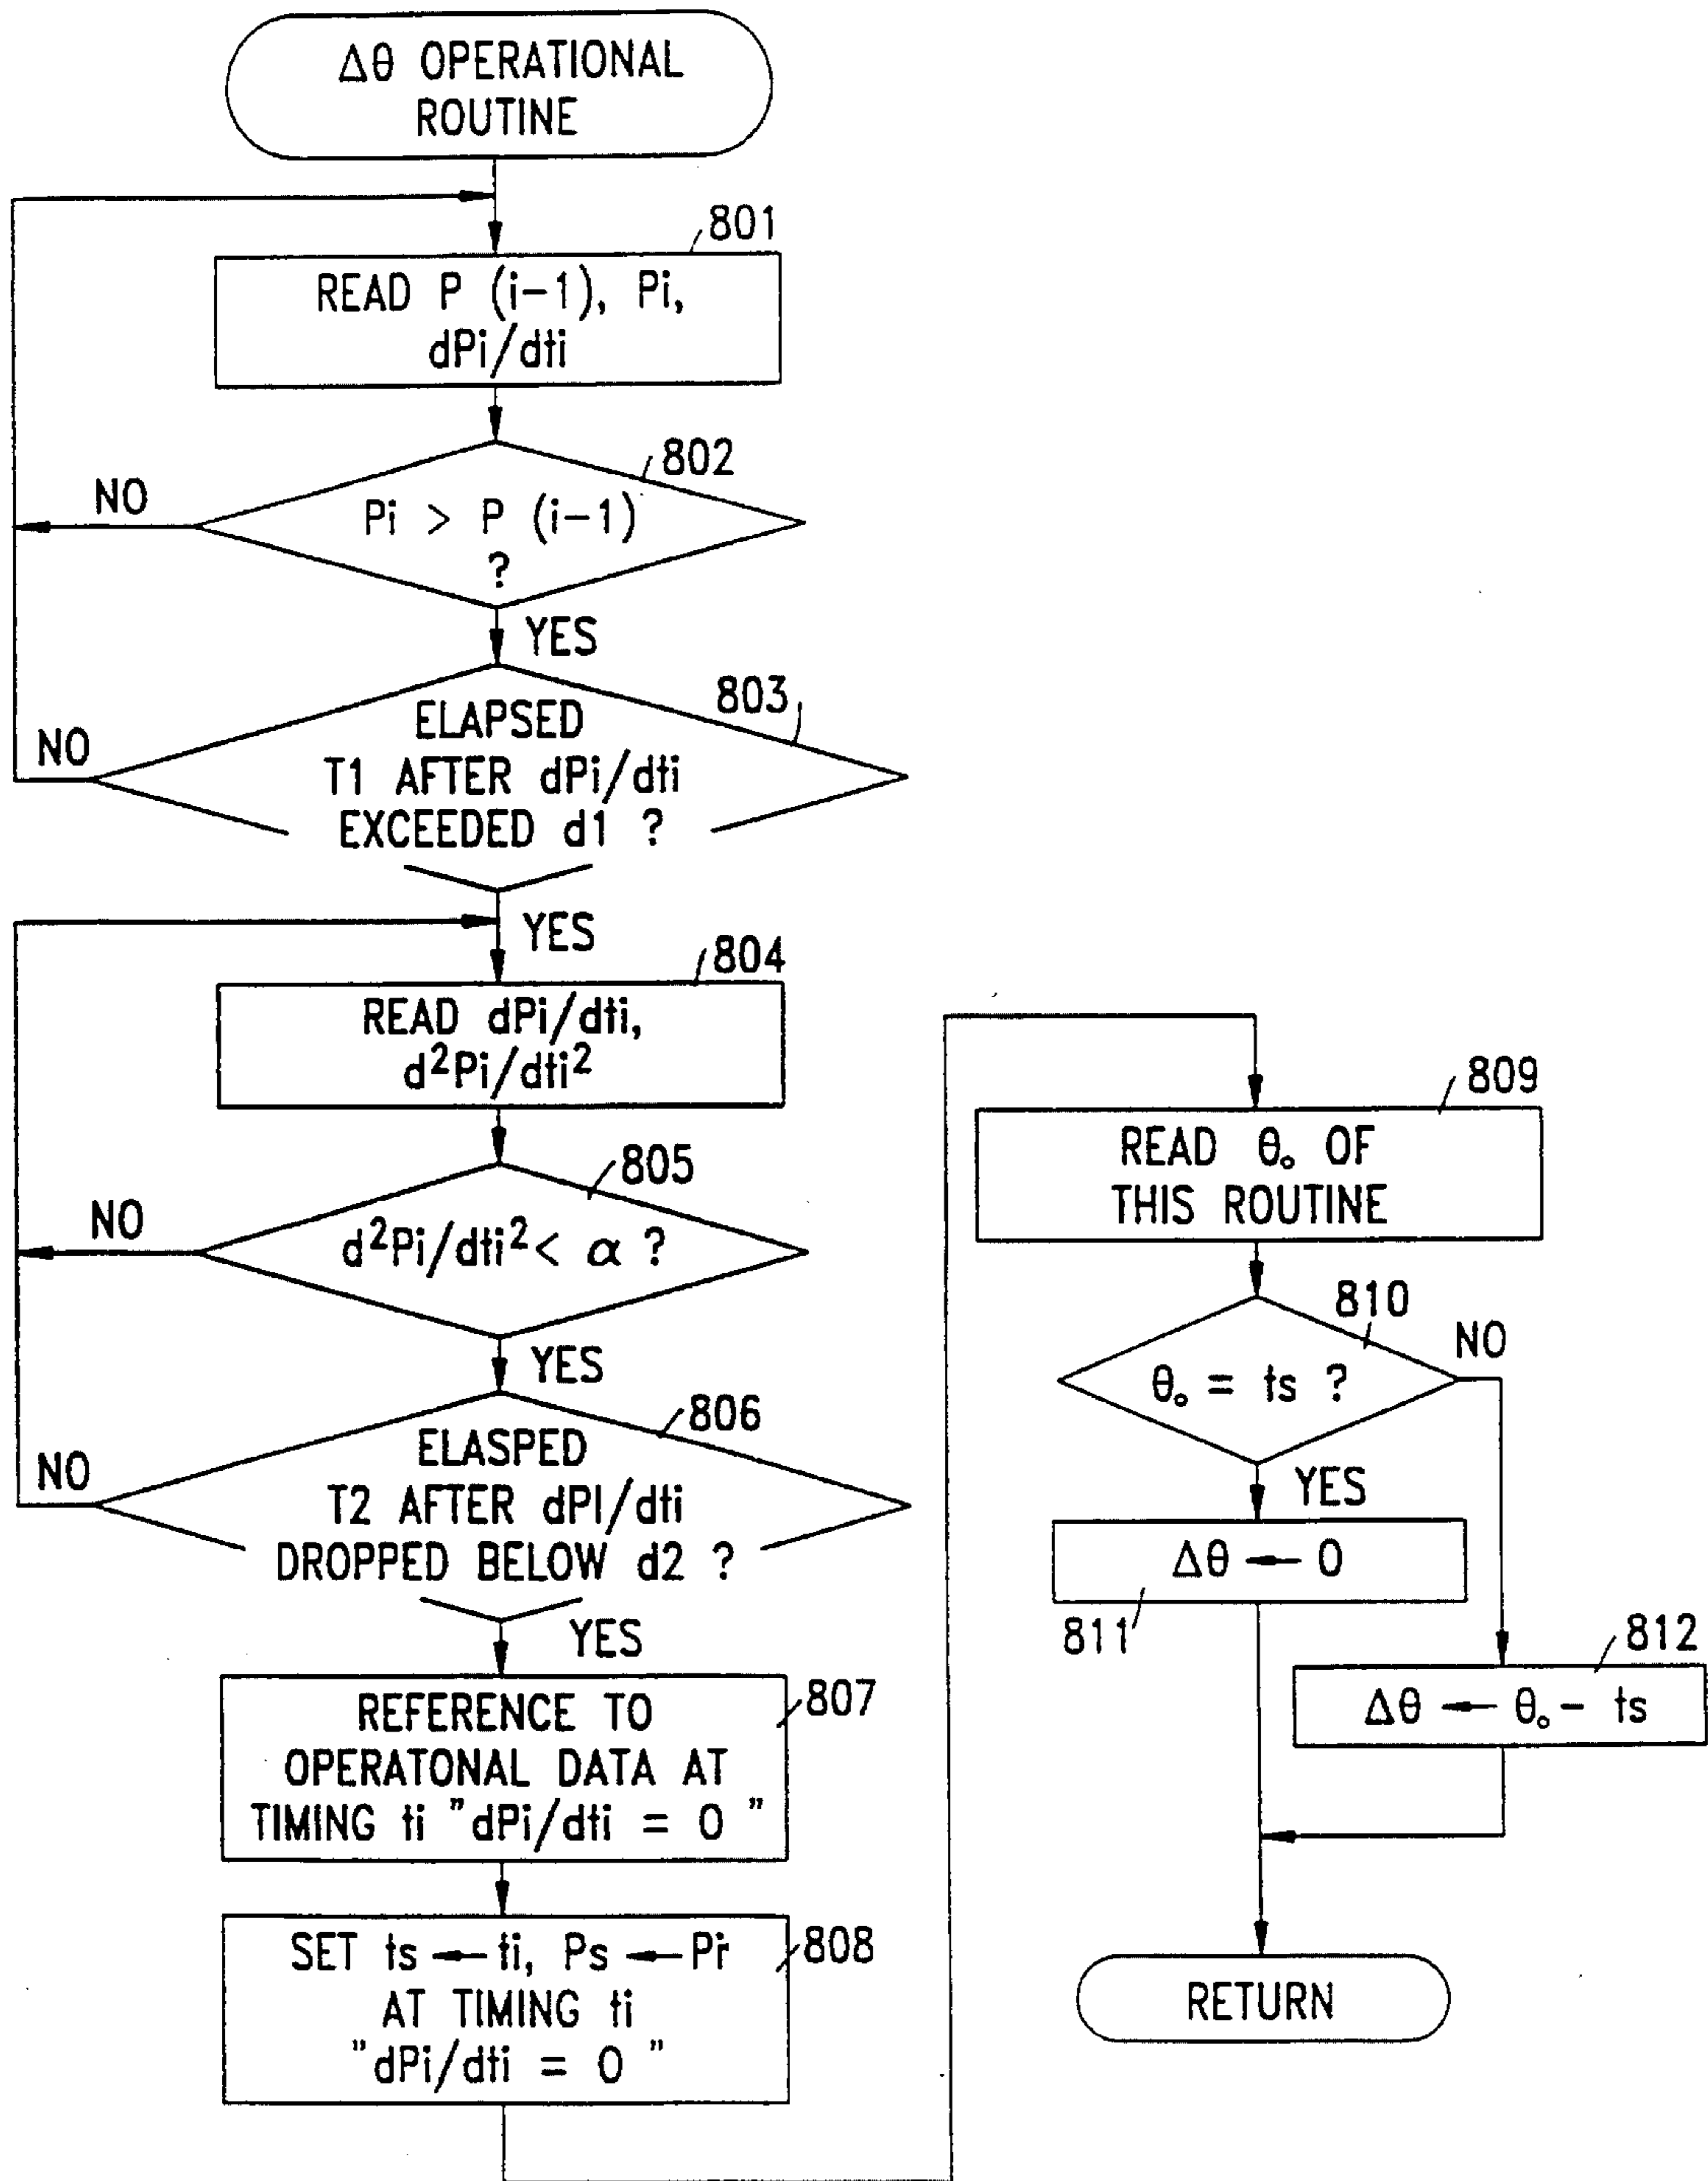 Δθ OPERATIONAL
ROUTINE
801
READ P (i-1), Pi,
dPi/dti
802
NO
Pi > P (i-1)
?
YES
803
NO
ELAPSED
T1 AFTER dPi/dti
EXCEEDED d1 ?
YES
804
READ dPi/dti,
d²Pi/dti²
805
NO
d²Pi/dti² < α ?
YES
806
NO
ELASPED
T2 AFTER dPI/dti
DROPPED BELOW d2 ?
YES
807
REFERENCE TO
OPERATONAL DATA AT
TIMING ti "dPi/dti = 0 "
808
SET ts ← ti, Ps ← Pi
AT TIMING ti
"dPi/dti = 0 "
809
READ θ₀ OF
THIS ROUTINE
810
NO
θ₀ = ts ?
YES
Δθ ← 0
811
812
Δθ ← θ₀ - ts
RETURN